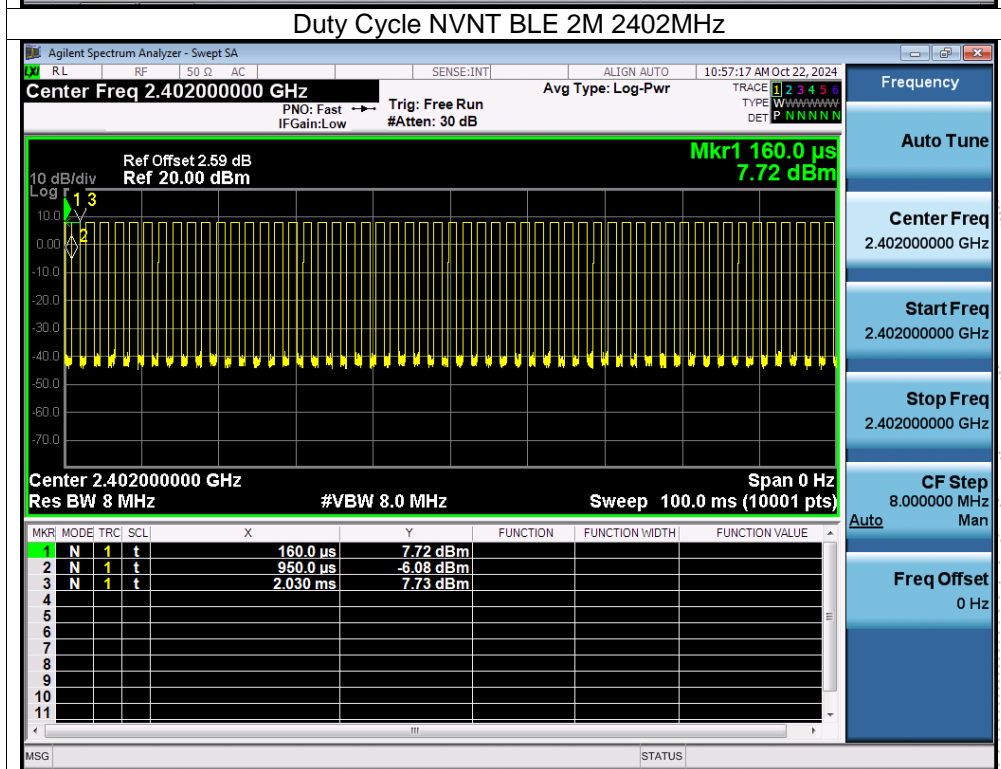 Duty Cycle NVNT BLE 2M 2402MHz
Agilent Spectrum Analyzer - Swept SA
LXI RL RF 50 Ω AC SENSE:INT ALIGN AUTO 10:57:17 AM Oct 22, 2024
Center Freq 2.402000000 GHz
PNO: Fast
IFGain:Low
Trig: Free Run
#Atten: 30 dB
Avg Type: Log-Pwr
TRACE 1 2 3 4 5 6
TYPE WWWWWW
DET P N N N N N
Ref Offset 2.59 dB
10 dB/div Ref 20.00 dBm
Log
Mkr1 160.0 µs
7.72 dBm
1 3
2
10.0
0.00
-10.0
-20.0
-30.0
-40.0
-50.0
-60.0
-70.0
Center 2.402000000 GHz Span 0 Hz
Res BW 8 MHz #VBW 8.0 MHz Sweep 100.0 ms (10001 pts)
MKR MODE TRC SCL X Y FUNCTION FUNCTION WIDTH FUNCTION VALUE
1 N 1 t 160.0 µs 7.72 dBm
2 N 1 t 950.0 µs -6.08 dBm
3 N 1 t 2.030 ms 7.73 dBm
4
5
6
7
8
9
10
11
MSG STATUS
Frequency
Auto Tune
Center Freq
2.402000000 GHz
Start Freq
2.402000000 GHz
Stop Freq
2.402000000 GHz
CF Step
8.000000 MHz
Auto Man
Freq Offset
0 Hz